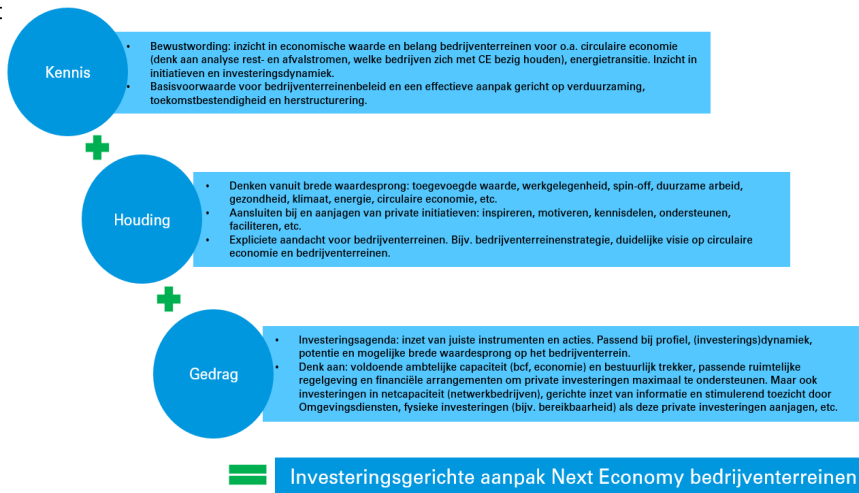 Kennis
• Bewustwording: inzicht in economische waarde en belang bedrijventerreinen voor o.a. circulaire economie
(denk aan analyse rest- en afvalstromen, welke bedrijven zich met CE bezig houden), energietransitie. Inzicht in
initiatieven en investeringsdynamiek.
• Basisvoorwaarde voor bedrijventerreinenbeleid en een effectieve aanpak gericht op verduurzaming,
toekomstbestendigheid en herstructurering.
Houding
• Denken vanuit brede waardesprong: toegevoegde waarde, werkgelegenheid, spin-off, duurzame arbeid,
gezondheid, klimaat, energie, circulaire economie, etc.
• Aansluiten bij en aanjagen van private initiatieven: inspireren, motiveren, kennisdelen, ondersteunen,
faciliteren, etc.
• Expliciete aandacht voor bedrijventerreinen. Bijv. bedrijventerreinenstrategie, duidelijke visie op circulaire
economie en bedrijventerreinen.
Gedrag
• Investeringsagenda: inzet van juiste instrumenten en acties. Passend bij profiel, (investerings)dynamiek,
potentie en mogelijke brede waardesprong op het bedrijventerrein.
• Denk aan: voldoende ambtelijke capaciteit (bcf, economie) en bestuurlijk trekker, passende ruimtelijke
regelgeving en financiële arrangementen om private investeringen maximaal te ondersteunen. Maar ook
investeringen in netcapaciteit (netwerkbedrijven), gerichte inzet van informatie en stimulerend toezicht door
Omgevingsdiensten, fysieke investeringen (bijv. bereikbaarheid) als deze private investeringen aanjagen, etc.
Investeringsgerichte aanpak Next Economy bedrijventerreinen